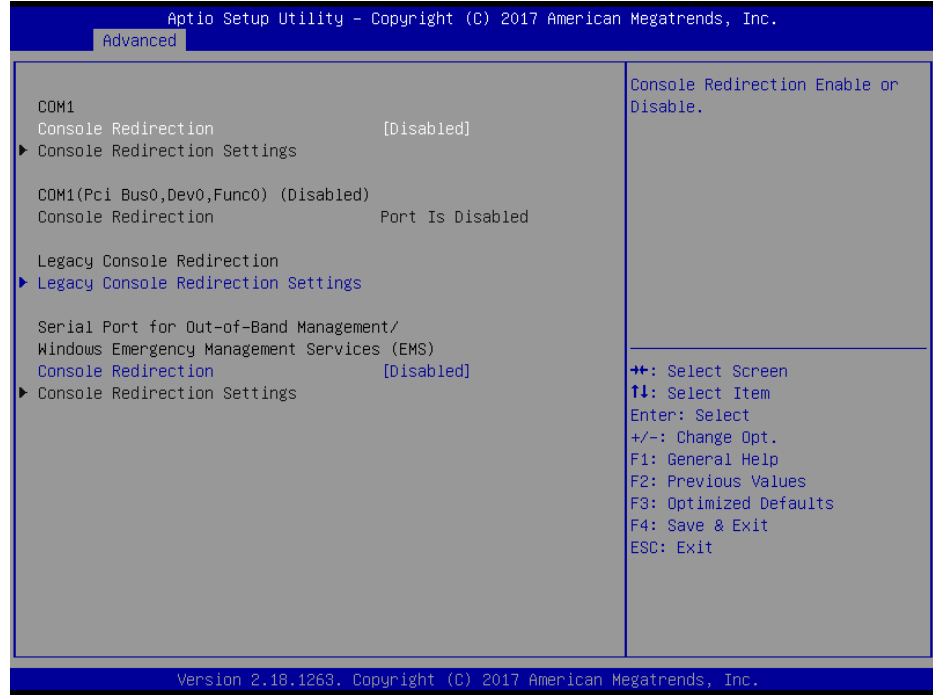 Aptio Setup Utility – Copyright (C) 2017 American Megatrends, Inc.
Advanced
COM1
Console Redirection [Disabled]
▶ Console Redirection Settings
COM1(Pci Bus0,Dev0,Func0) (Disabled)
Console Redirection Port Is Disabled
Legacy Console Redirection
▶ Legacy Console Redirection Settings
Serial Port for Out-of-Band Management/
Windows Emergency Management Services (EMS)
Console Redirection [Disabled]
▶ Console Redirection Settings
Console Redirection Enable or
Disable.
→←: Select Screen
↑↓: Select Item
Enter: Select
+/-: Change Opt.
F1: General Help
F2: Previous Values
F3: Optimized Defaults
F4: Save & Exit
ESC: Exit
Version 2.18.1263. Copyright (C) 2017 American Megatrends, Inc.